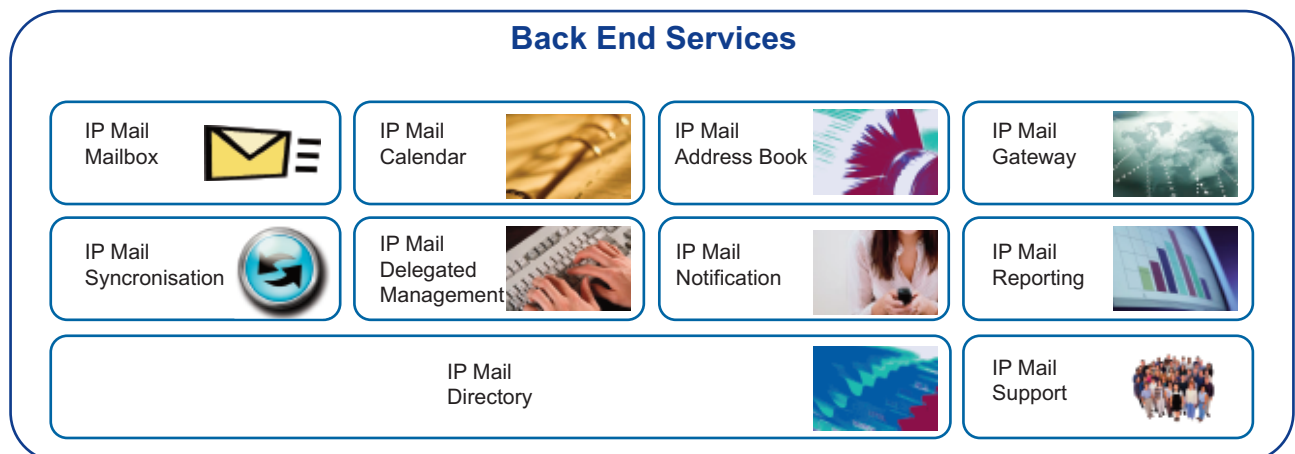 Back End Services
IP Mail
Mailbox
IP Mail
Calendar
IP Mail
Address Book
IP Mail
Gateway
IP Mail
Syncronisation
IP Mail
Delegated
Management
IP Mail
Notification
IP Mail
Reporting
IP Mail
Directory
IP Mail
Support